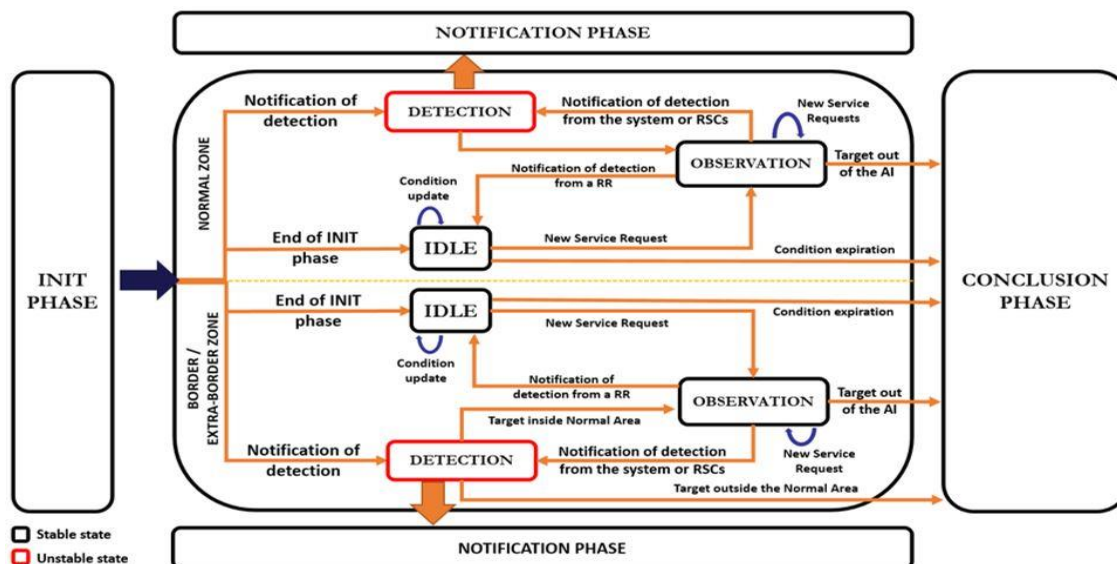 NOTIFICATION PHASE
Notification of
detection
DETECTION
Notification of detection
from the system or RSCs
New Service
Requests
OBSERVATION
Target out
of the AI
NORMAL ZONE
Condition
update
Notification of detection
from a RR
End of INIT
phase
IDLE
New Service Request
Condition expiration
INIT
PHASE
CONCLUSION
PHASE
End of INIT
phase
IDLE
Condition expiration
New Service Request
BORDER /
EXTRA-BORDER ZONE
Condition
update
Notification of
detection from a RR
OBSERVATION
Target out
of the AI
Target inside Normal Area
Notification of
detection
DETECTION
Notification of detection
from the system or RSCs
New Service
Request
Target outside the Normal Area
Stable state
Unstable state
NOTIFICATION PHASE